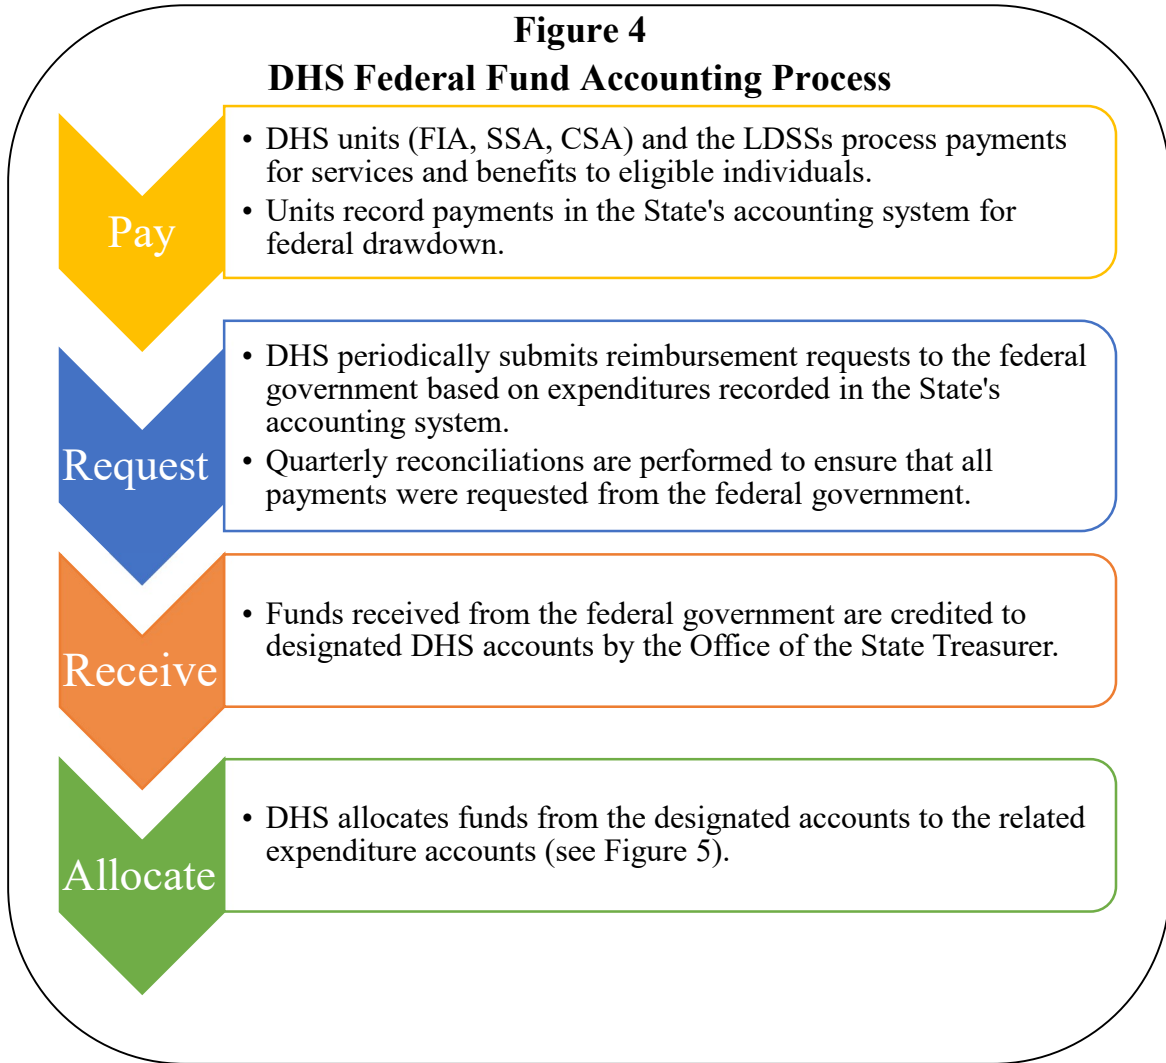 Figure 4
DHS Federal Fund Accounting Process
Pay
• DHS units (FIA, SSA, CSA) and the LDSSs process payments
for services and benefits to eligible individuals.
• Units record payments in the State's accounting system for
federal drawdown.
Request
• DHS periodically submits reimbursement requests to the federal
government based on expenditures recorded in the State's
accounting system.
• Quarterly reconciliations are performed to ensure that all
payments were requested from the federal government.
Receive
• Funds received from the federal government are credited to
designated DHS accounts by the Office of the State Treasurer.
Allocate
• DHS allocates funds from the designated accounts to the related
expenditure accounts (see Figure 5).